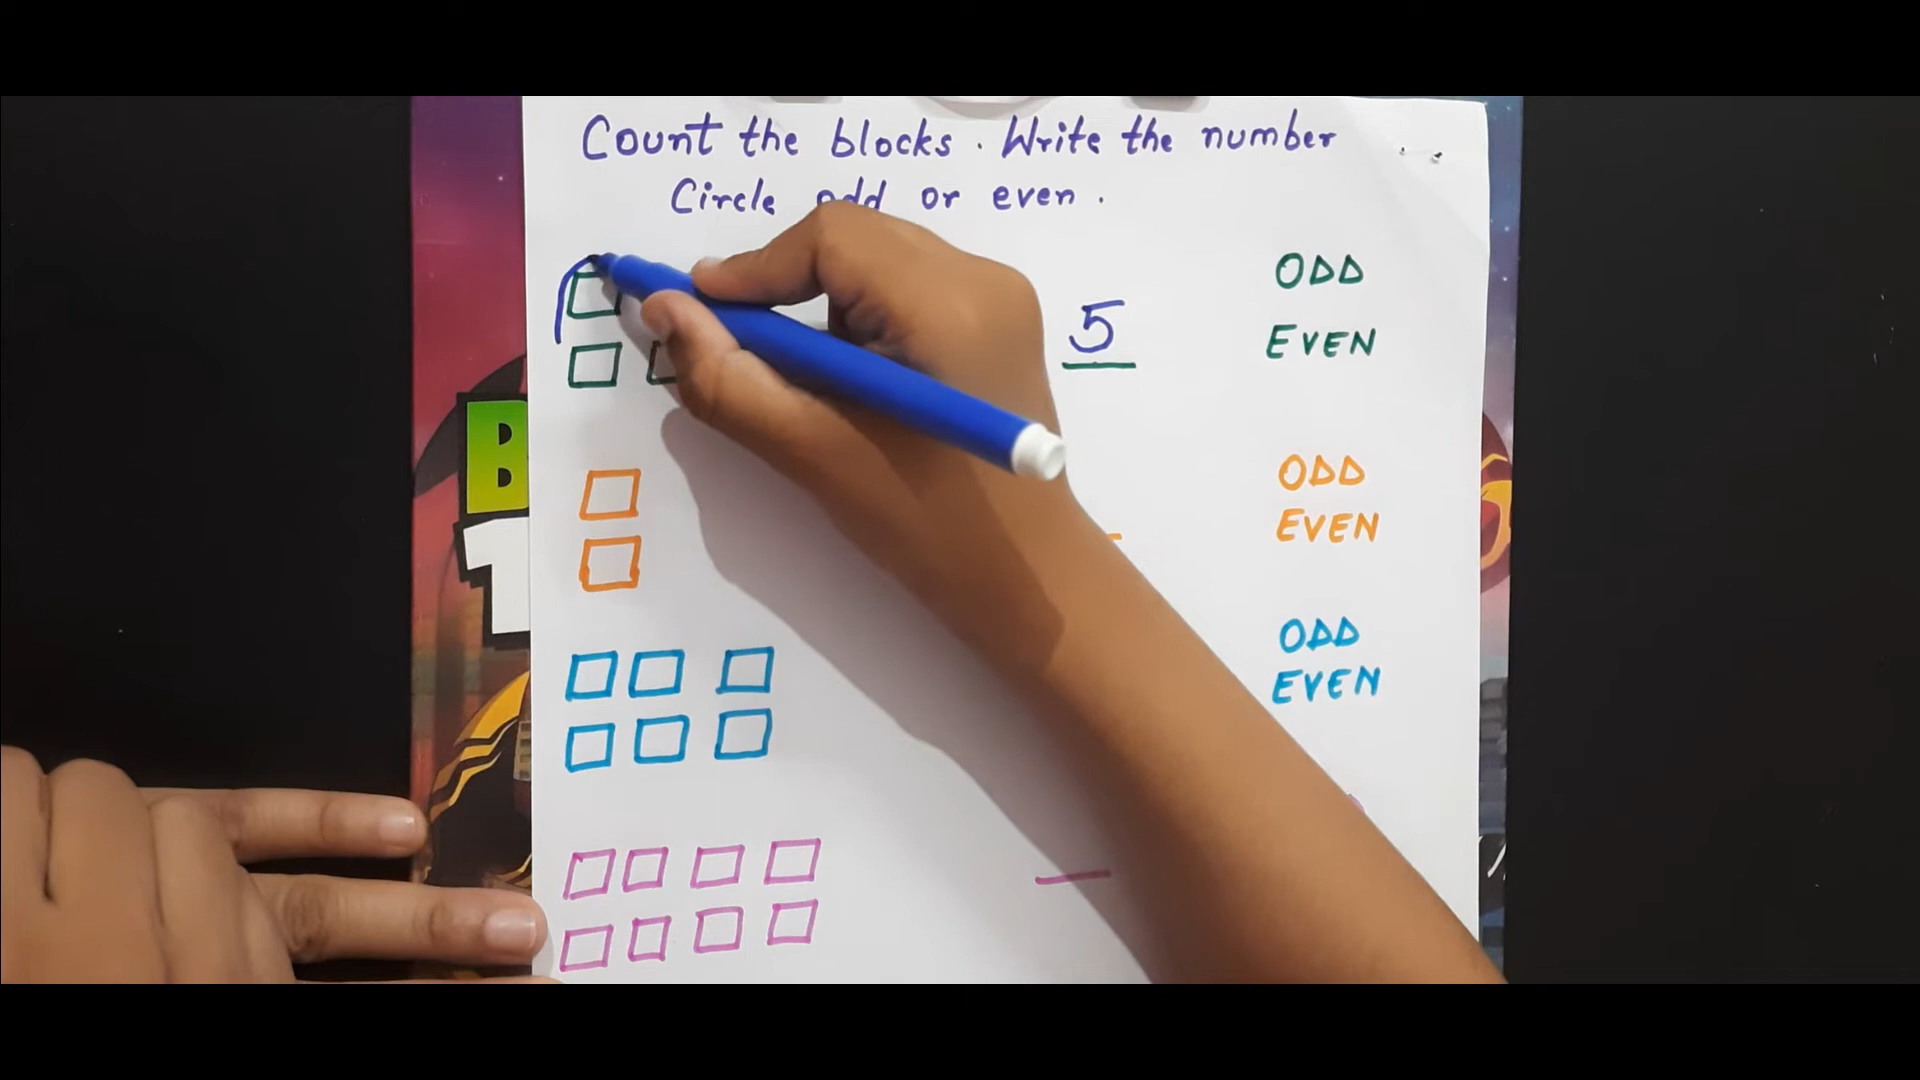 Count the blocks. Write the number
Circle odd or even.
ODD
5
EVEN
B
ODD
EVEN
ODD
EVEN